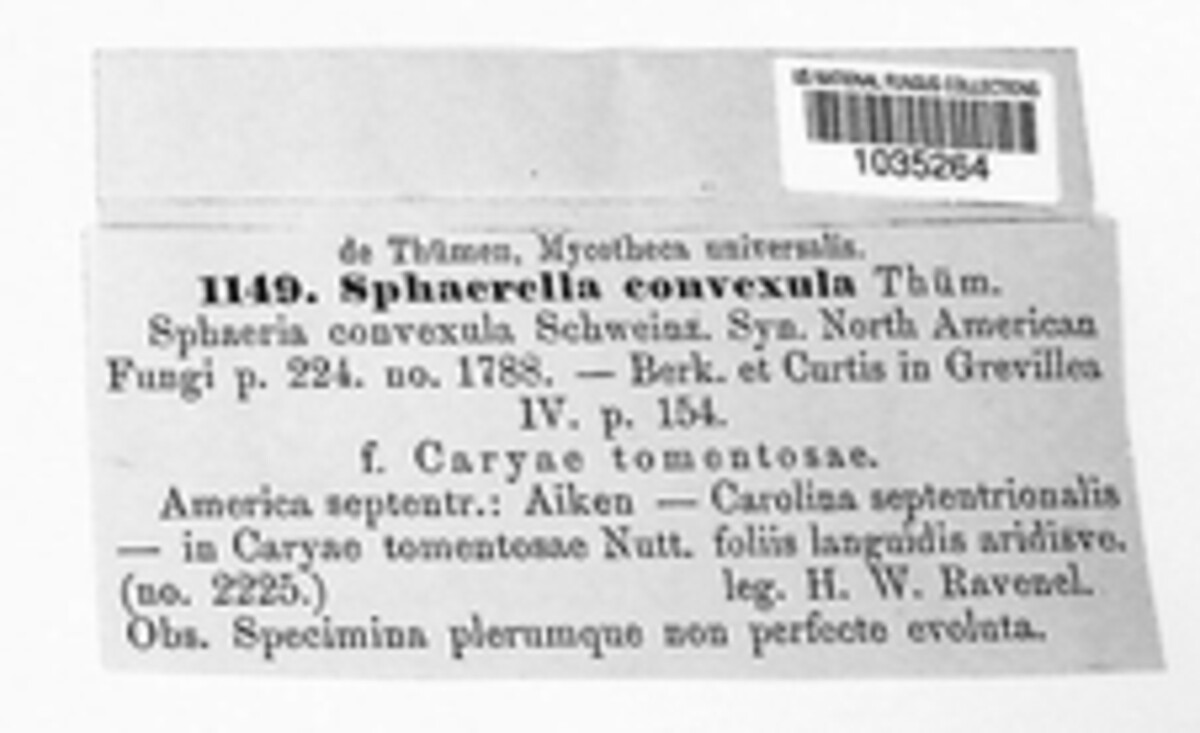 US NATIONAL FUNGUS COLLECTIONS
1035264
de Thümen, Mycotheca universalis.
1149. Sphaerella convexula Thüm.
Sphaeria convexula Schweinz. Syn. North American
Fungi p. 224. no. 1788. — Berk. et Curtis in Grevillea
IV. p. 154.
f. Caryae tomentosae.
America septentr.: Aiken — Carolina septentrionalis
— in Caryae tomentosae Nutt. foliis languidis aridisve.
(no. 2225.) leg. H. W. Ravenel.
Obs. Specimina plerumque non perfecte evoluta.